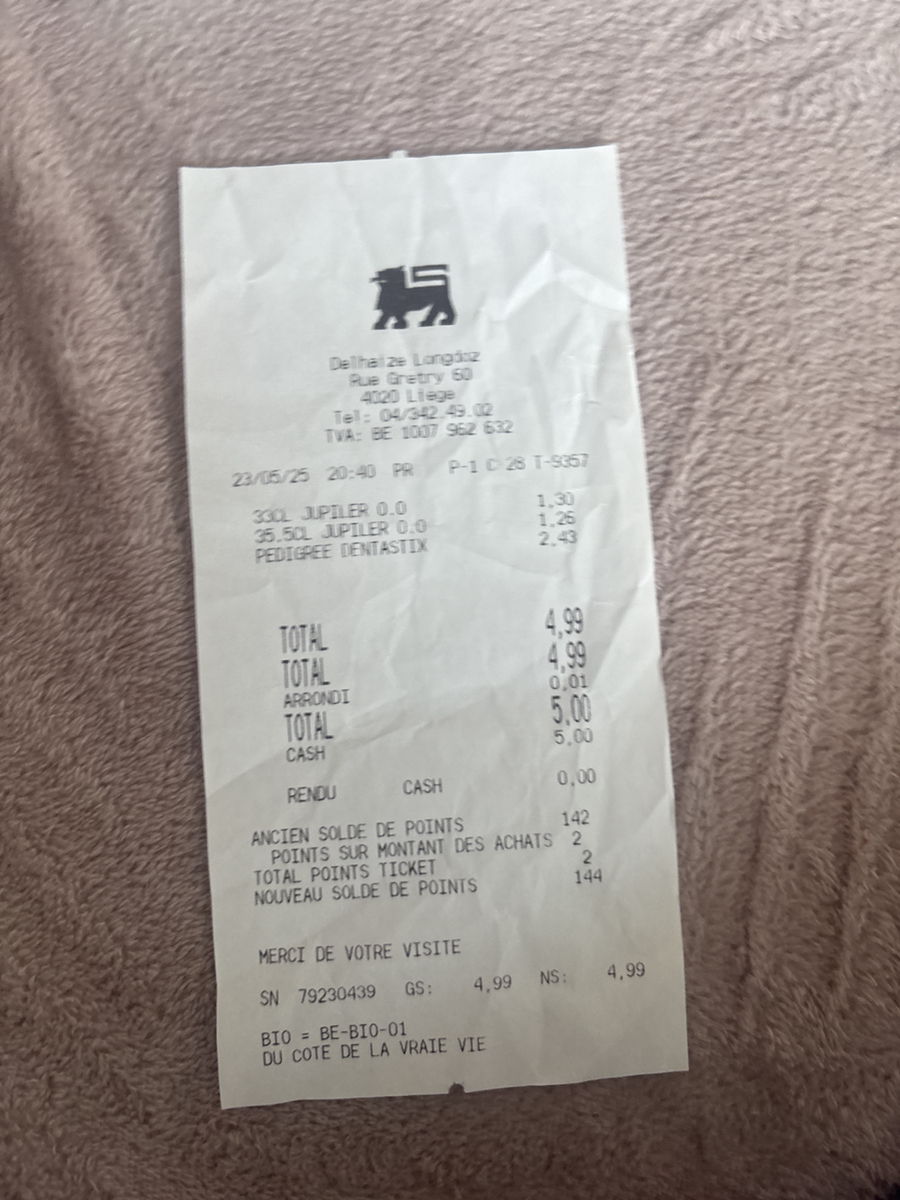 Delhaize Longdoz
Rue Gretry 60
4020 Liege
Tel: 04/342.49.02
TVA: BE 1007 962 632
23/05/25 20:40 PR P-1 C 28 T-9357
33CL JUPILER 0.0 1,30
35.5CL JUPILER 0.0 1,26
PEDIGREE DENTASTIX 2,43
TOTAL 4,99
TOTAL 4,99
ARRONDI 0,01
TOTAL 5,00
CASH 5,00
RENDU CASH 0,00
ANCIEN SOLDE DE POINTS 142
POINTS SUR MONTANT DES ACHATS 2
TOTAL POINTS TICKET 2
NOUVEAU SOLDE DE POINTS 144
MERCI DE VOTRE VISITE
SN 79230439 GS: 4,99 NS: 4,99
BIO = BE-BIO-01
DU COTE DE LA VRAIE VIE